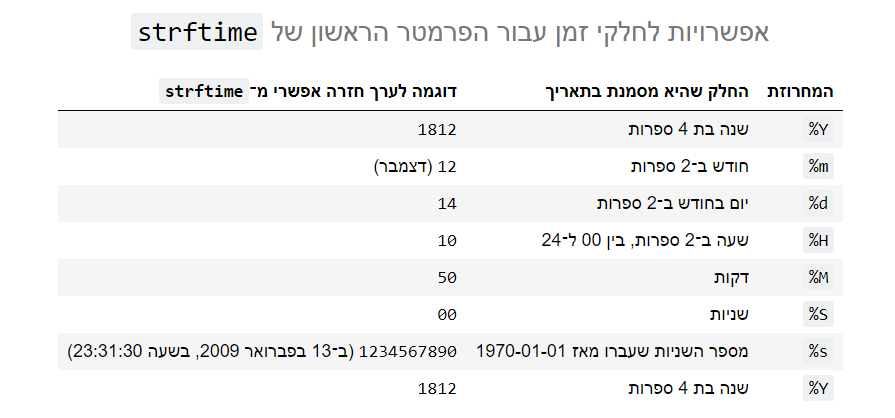 אפשרויות לחלקי זמן עבור הפרמטר הראשון של strftime
המחרוזת החלק שהיא מסמנת בתאריך דוגמה לערך חזרה אפשרי מ־strftime
%Y שנה בת 4 ספרות 1812
%m חודש ב־2 ספרות 12 (דצמבר)
%d יום בחודש ב־2 ספרות 14
%H שעה ב־2 ספרות, בין 00 ל־24 10
%M דקות 50
%S שניות 00
%s מספר השניות שעברו מאז 1970-01-01 1234567890 (ב־13 בפברואר 2009, בשעה 23:31:30)
%Y שנה בת 4 ספרות 1812